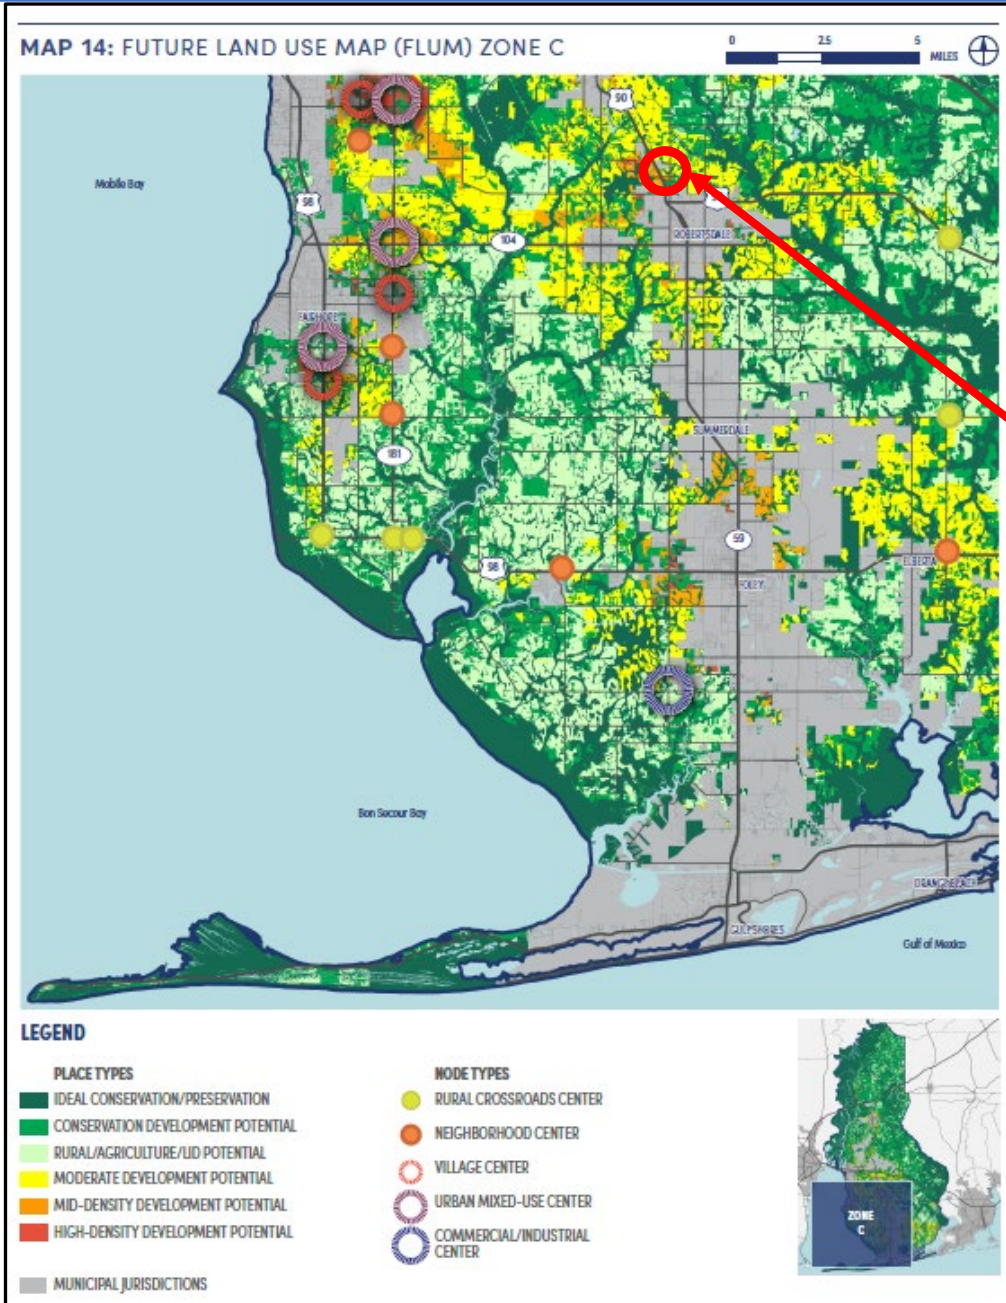 MAP 14: FUTURE LAND USE MAP (FLUM) ZONE C
0 2.5 5
MILES
90
Mobile Bay
98
ROBERTSDALE
104
FAIRHOPE
SUMMERDALE
181
59
98
ELBERTA
FOLEY
Bon Secour Bay
ORANGE BEACH
GULF SHORES
Gulf of Mexico
LEGEND
PLACE TYPES
IDEAL CONSERVATION/PRESERVATION
CONSERVATION DEVELOPMENT POTENTIAL
RURAL/AGRICULTURE/LID POTENTIAL
MODERATE DEVELOPMENT POTENTIAL
MID-DENSITY DEVELOPMENT POTENTIAL
HIGH-DENSITY DEVELOPMENT POTENTIAL
MUNICIPAL JURISDICTIONS
NODE TYPES
RURAL CROSSROADS CENTER
NEIGHBORHOOD CENTER
VILLAGE CENTER
URBAN MIXED-USE CENTER
COMMERCIAL/INDUSTRIAL
CENTER
ZONE
C